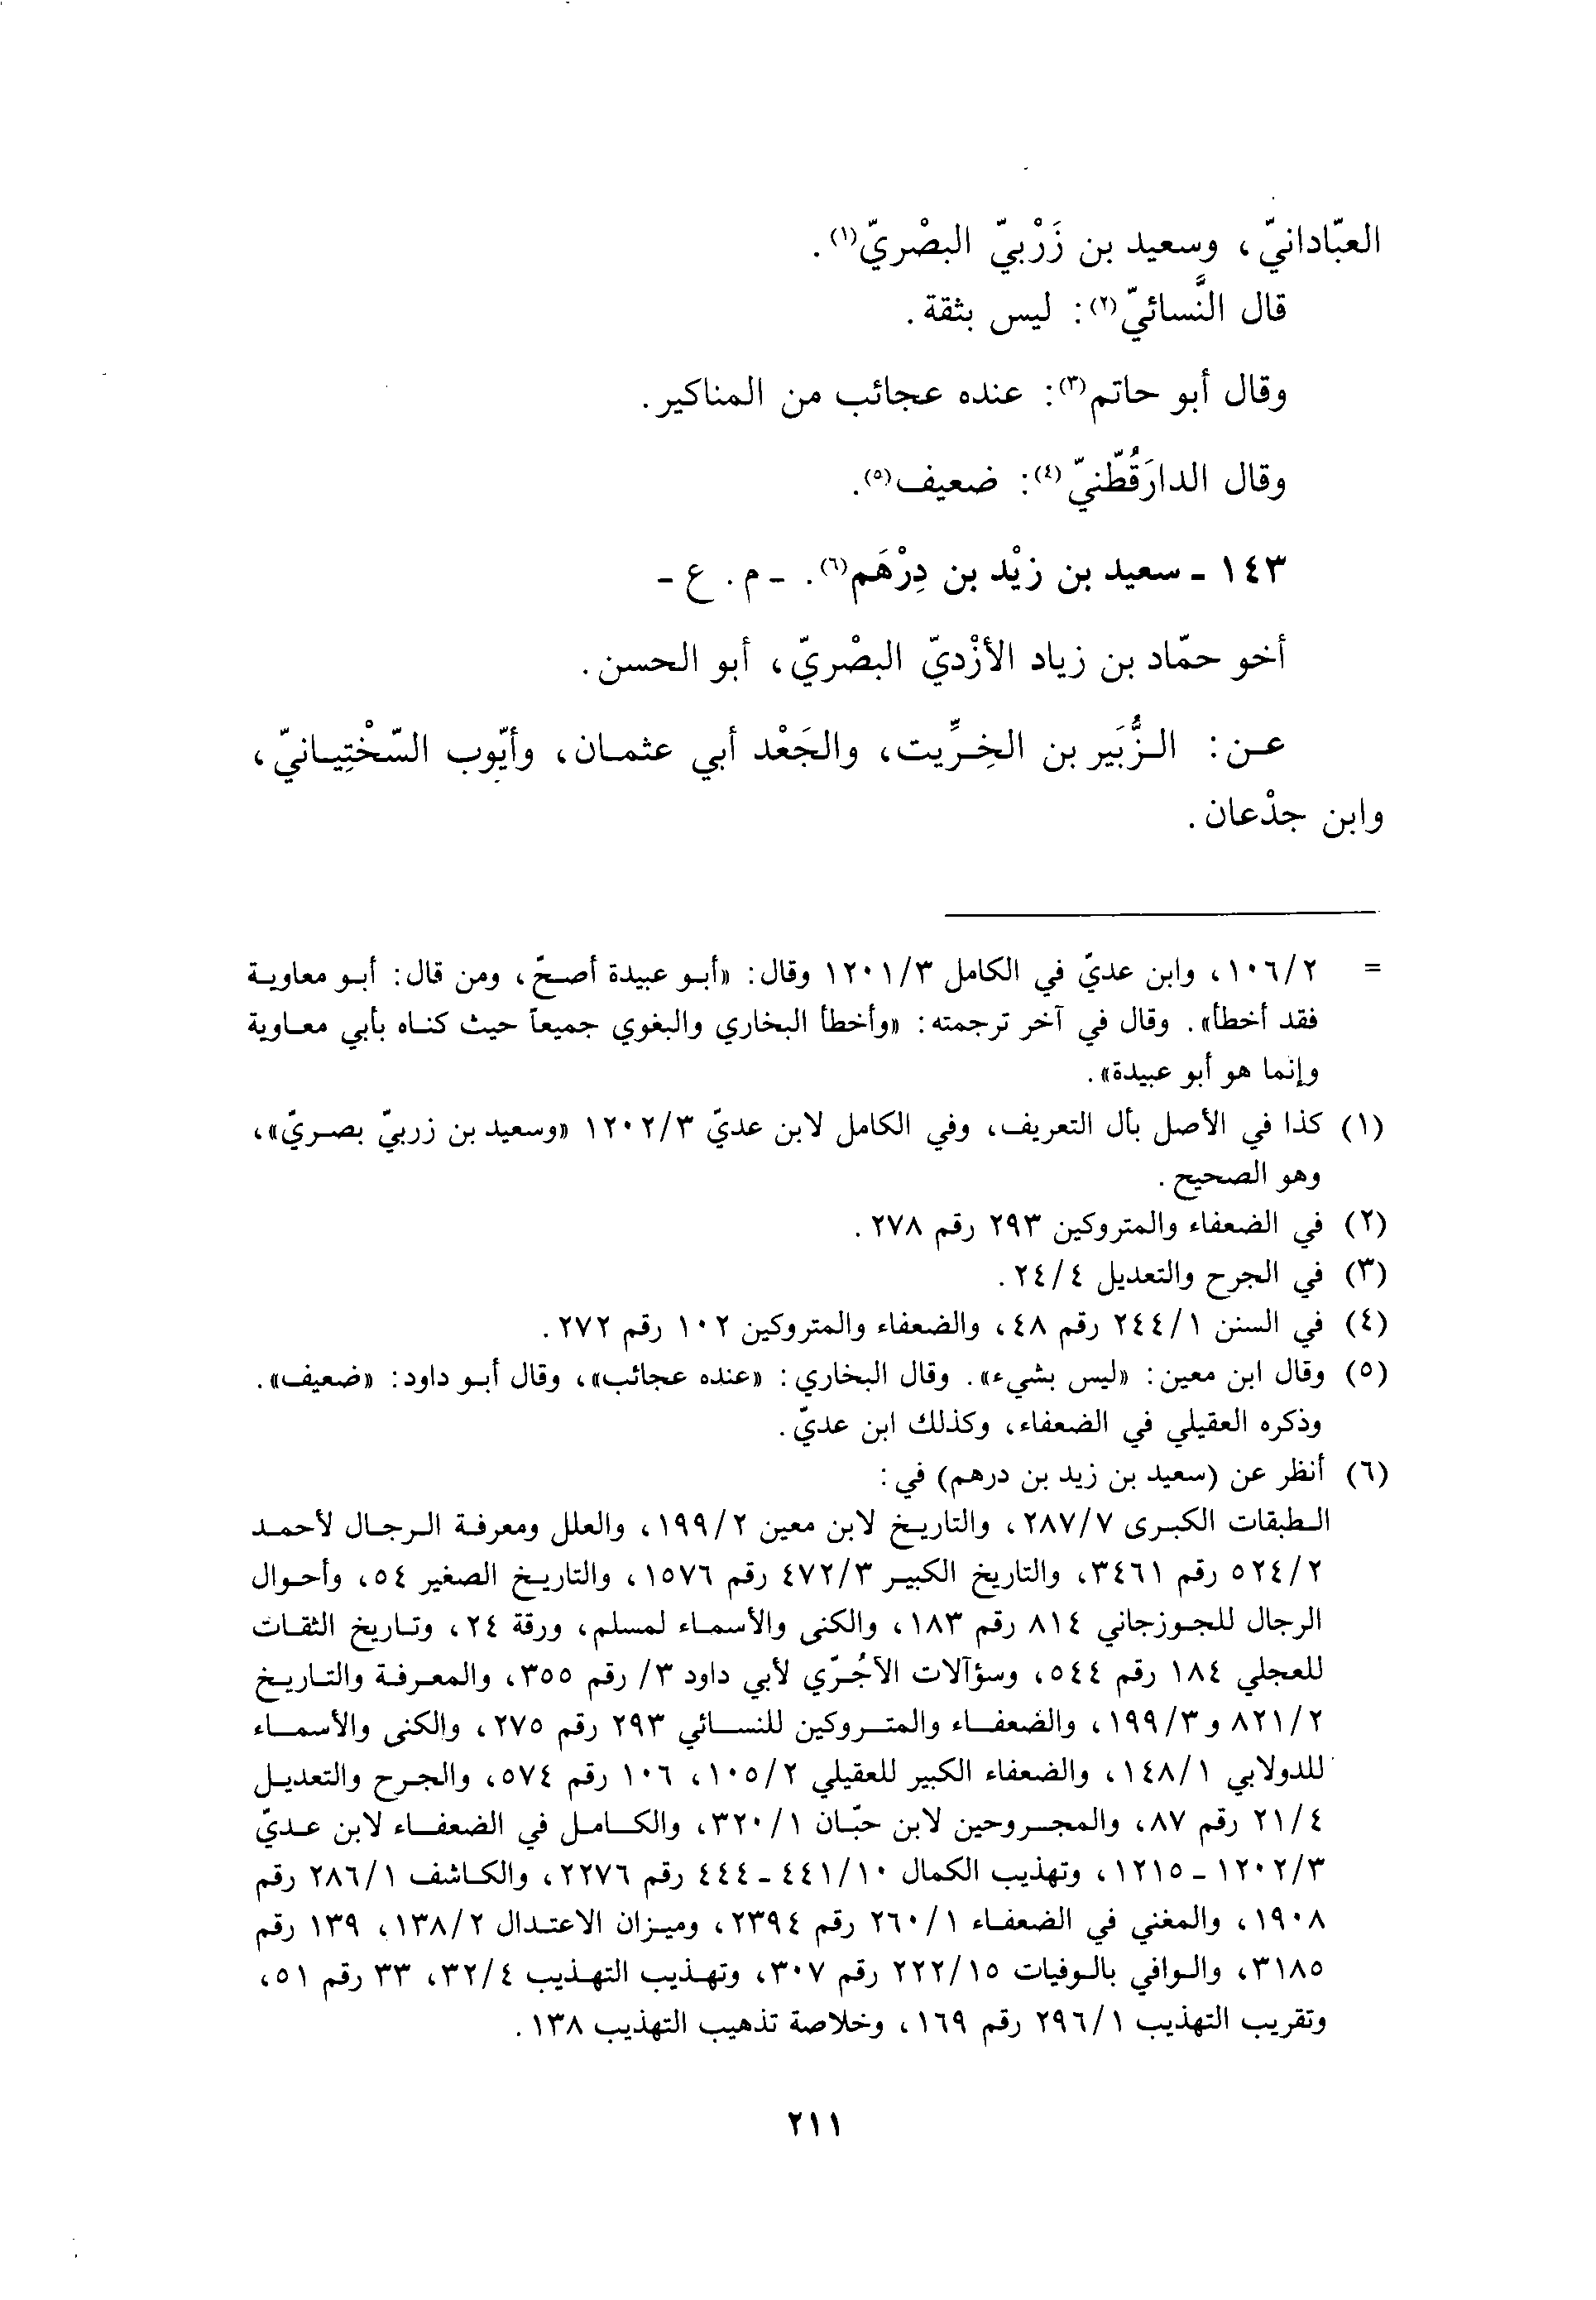 العبّادانيّ، وسعيد بن زَرْبيّ البصْريّ(١).
قال النَّسائيّ(٢): ليس بثقة.
وقال أبو حاتم(٣): عنده عجائب من المناكير.
وقال الدارَقُطّنيّ(٤): ضعيف(٥).
١٤٣ ـ سعيد بن زيْد بن دِرْهَم(٦). ـ م. ع ـ
أخو حمّاد بن زياد الأزْديّ البصْريّ، أبو الحسن.
عن: الزُّبَير بن الخِرِّيت، والجَعْد أبي عثمان، وأيّوب السّخْتِيانيّ،
وابن جدْعان.
= ١٠٦/٢، وابن عديّ في الكامل ١٢٠١/٣ وقال: «أبو عبيدة أصحّ، ومن قال: أبو معاوية
فقد أخطأ». وقال في آخر ترجمته: «وأخطأ البخاري والبغوي جميعاً حيث كناه بأبي معاوية
وإنما هو أبو عبيدة».
(١) كذا في الأصل بأل التعريف، وفي الكامل لابن عديّ ١٢٠٢/٣ «وسعيد بن زربيّ بصريّ»،
وهو الصحيح.
(٢) في الضعفاء والمتروكين ٢٩٣ رقم ٢٧٨.
(٣) في الجرح والتعديل ٢٤/٤.
(٤) في السنن ٢٤٤/١ رقم ٤٨، والضعفاء والمتروكين ١٠٢ رقم ٢٧٢.
(٥) وقال ابن معين: «ليس بشيء». وقال البخاري: «عنده عجائب»، وقال أبو داود: «ضعيف».
وذكره العقيلي في الضعفاء، وكذلك ابن عديّ.
(٦) أنظر عن (سعيد بن زيد بن درهم) في:
الطبقات الكبرى ٢٨٧/٧، والتاريخ لابن معين ١٩٩/٢، والعلل ومعرفة الرجال لأحمد
٥٢٤/٢ رقم ٣٤٦١، والتاريخ الكبير ٤٧٢/٣ رقم ١٥٧٦، والتاريخ الصغير ٥٤، وأحوال
الرجال للجوزجاني ٨١٤ رقم ١٨٣، والكنى والأسماء لمسلم، ورقة ٢٤، وتاريخ الثقات
للعجلي ١٨٤ رقم ٥٤٤، وسؤآلات الآجُرّي لأبي داود ٣/ رقم ٣٥٥، والمعرفة والتاريخ
٨٢١/٢ و ١٩٩/٣، والضعفاء والمتروكين للنسائي ٢٩٣ رقم ٢٧٥، والكنى والأسماء
للدولابي ١٤٨/١، والضعفاء الكبير للعقيلي ١٠٥/٢، ١٠٦ رقم ٥٧٤، والجرح والتعديل
٢١/٤ رقم ٨٧، والمجروحين لابن حبّان ٣٢٠/١، والكامل في الضعفاء لابن عديّ
١٢٠٢/٣ ـ ١٢١٥، وتهذيب الكمال ٤٤١/١٠ ـ ٤٤٤ رقم ٢٢٧٦، والكاشف ٢٨٦/١ رقم
١٩٠٨، والمغني في الضعفاء ٢٦٠/١ رقم ٢٣٩٤، وميزان الاعتدال ١٣٨/٢، ١٣٩ رقم
٣١٨٥، والوافي بالوفيات ٢٢٢/١٥ رقم ٣٠٧، وتهذيب التهذيب ٣٢/٤، ٣٣ رقم ٥١،
وتقريب التهذيب ٢٩٦/١ رقم ١٦٩، وخلاصة تذهيب التهذيب ١٣٨.
٢١١